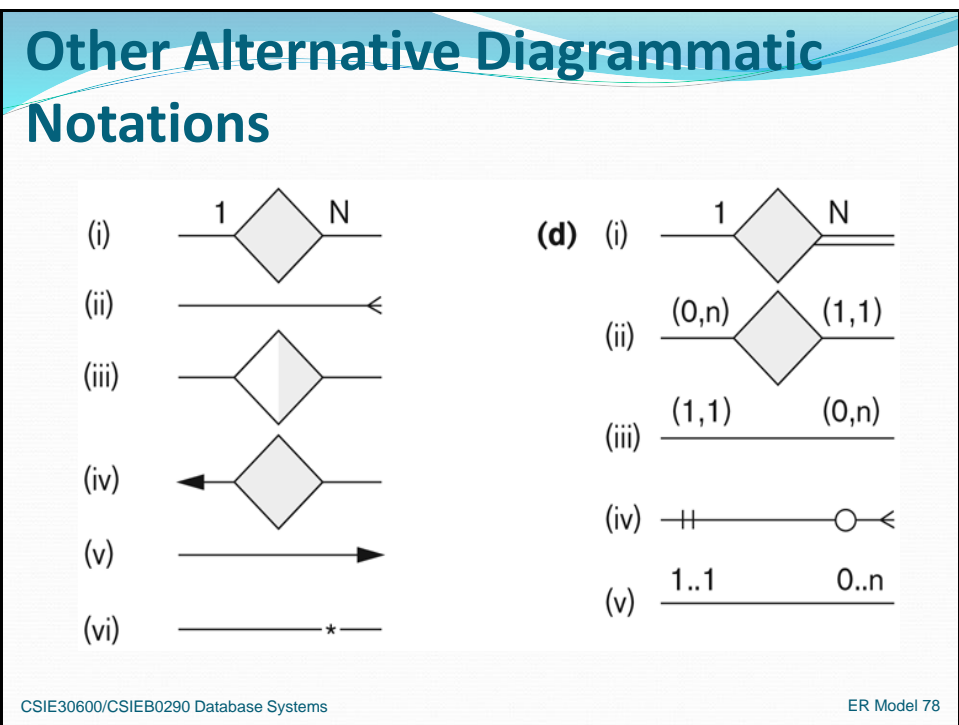 Other Alternative Diagrammatic
Notations
(i) 1 N
(ii)
(iii)
(iv)
(v)
(vi) *
(d) (i) 1 N
(ii) (0,n) (1,1)
(iii) (1,1) (0,n)
(iv)
(v) 1..1 0..n
CSIE30600/CSIEB0290 Database Systems
ER Model 78